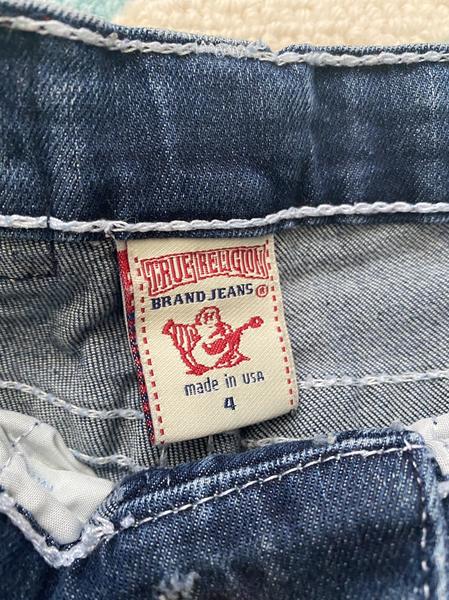 TRUE RELIGION
BRAND JEANS ®
made in USA
4